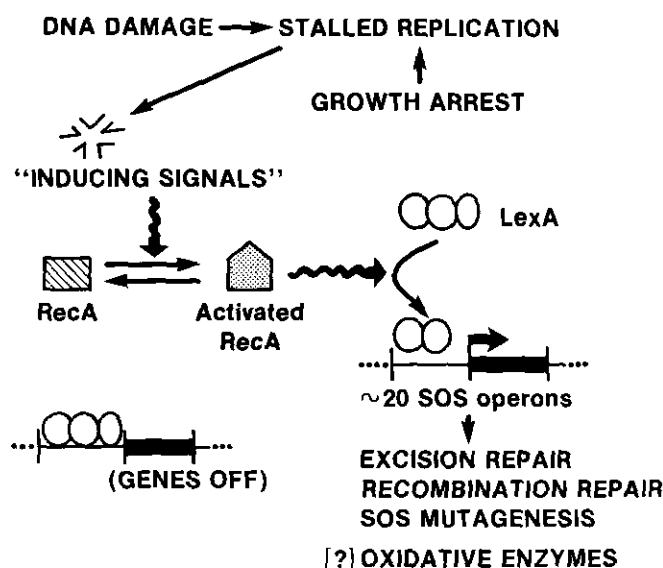 DNA DAMAGE → STALLED REPLICATION
GROWTH ARREST
"INDUCING SIGNALS"
LexA
RecA
Activated
RecA
~20 SOS operons
(GENES OFF)
EXCISION REPAIR
RECOMBINATION REPAIR
SOS MUTAGENESIS
[?] OXIDATIVE ENZYMES